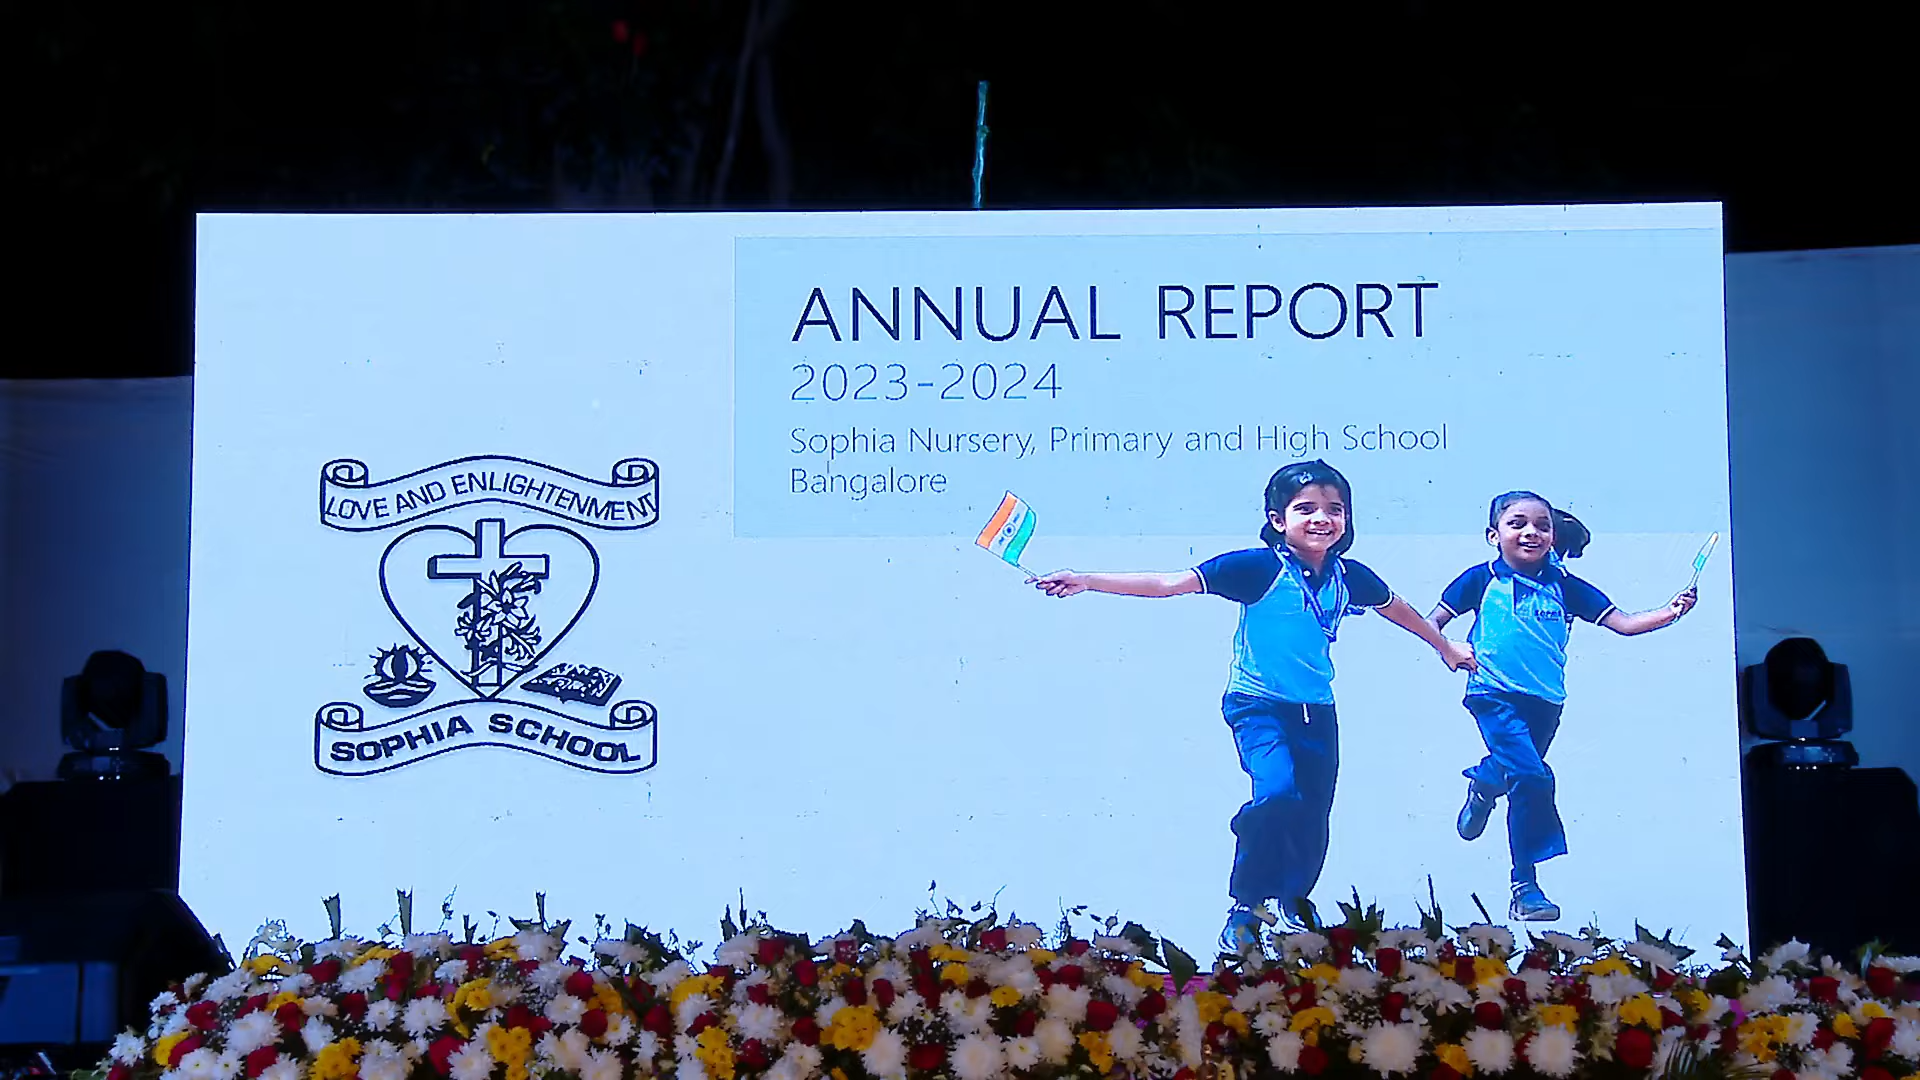 ANNUAL REPORT
2023-2024
Sophia Nursery, Primary and High School
Bangalore
LOVE AND ENLIGHTENMENT
SOPHIA SCHOOL